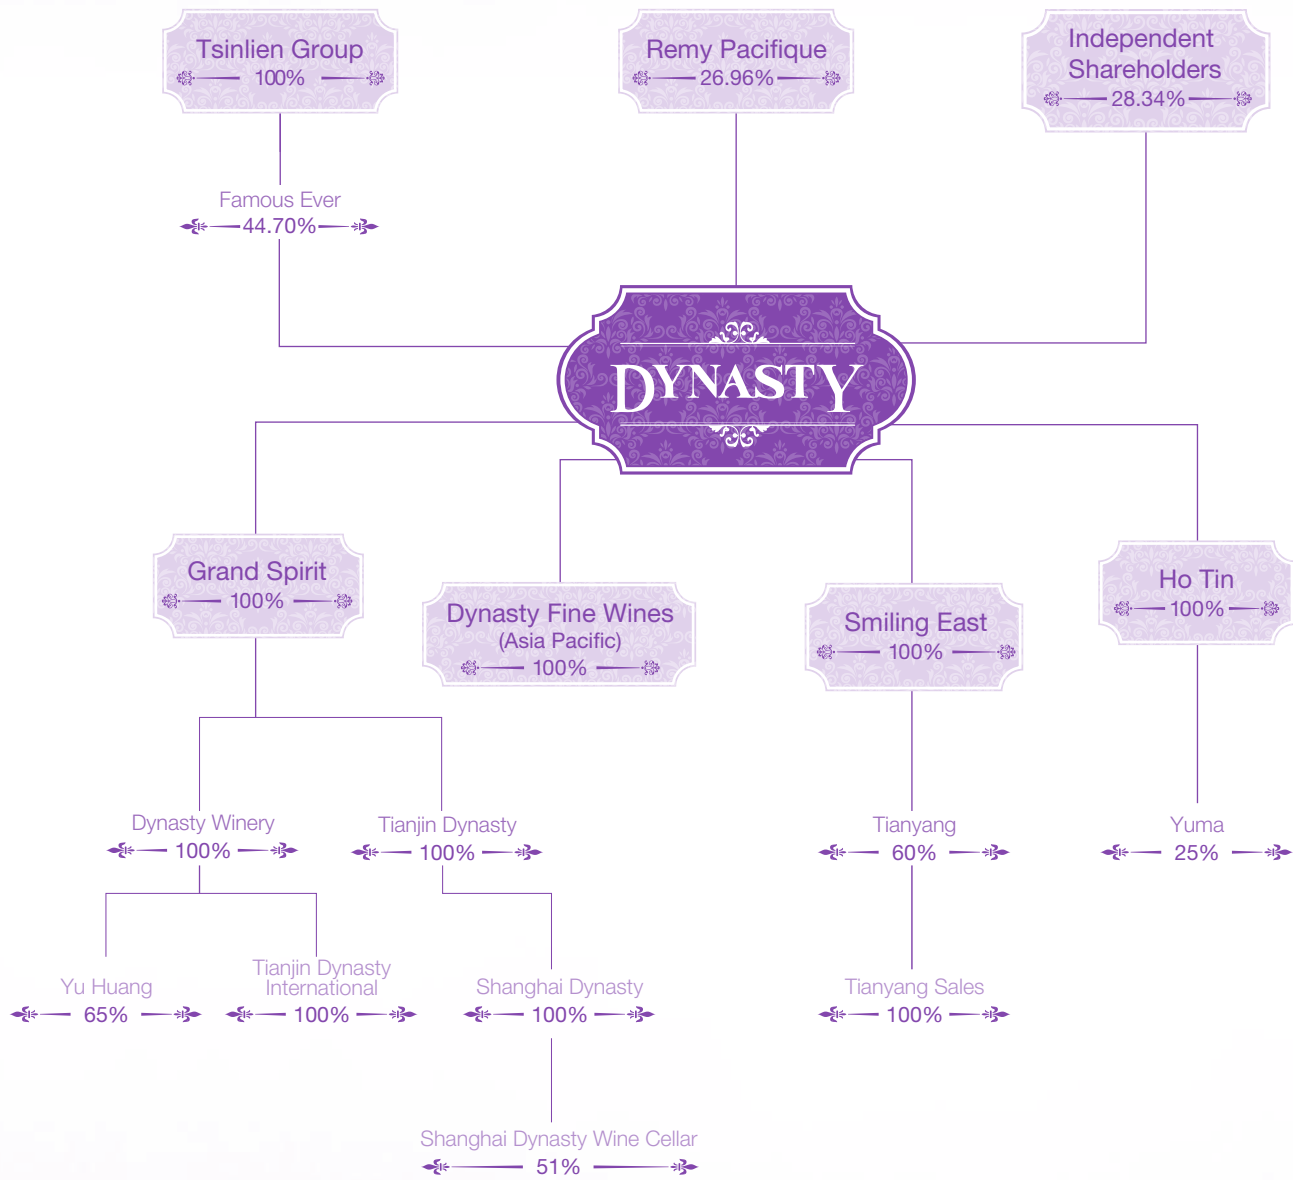 Tsinlien Group
100%
Remy Pacifique
26.96%
Independent
Shareholders
28.34%
Famous Ever
44.70%
DYNASTY
Grand Spirit
100%
Dynasty Fine Wines
(Asia Pacific)
100%
Smiling East
100%
Ho Tin
100%
Dynasty Winery
100%
Tianjin Dynasty
100%
Tianyang
60%
Yuma
25%
Yu Huang
65%
Tianjin Dynasty
International
100%
Shanghai Dynasty
100%
Tianyang Sales
100%
Shanghai Dynasty Wine Cellar
51%